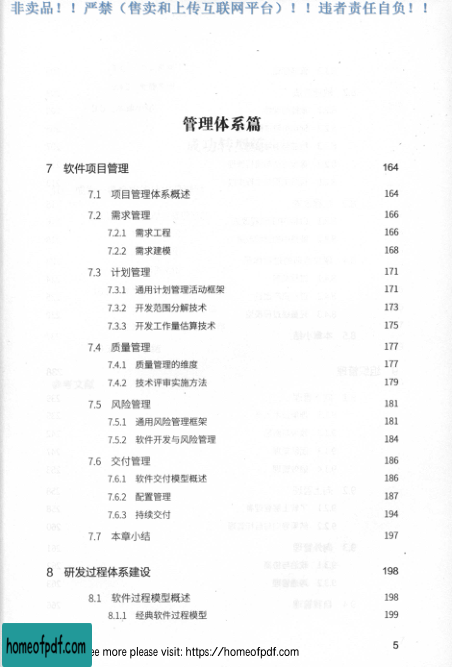 非卖品！！严禁（售卖和上传互联网平台）！！违者责任自负！！
管理体系篇
7 软件项目管理 164
7.1 项目管理体系概述 164
7.2 需求管理 166
7.2.1 需求工程 166
7.2.2 需求建模 168
7.3 计划管理 171
7.3.1 通用计划管理活动框架 171
7.3.2 开发范围分解技术 173
7.3.3 开发工作量估算技术 175
7.4 质量管理 177
7.4.1 质量管理的维度 177
7.4.2 技术评审实施方法 179
7.5 风险管理 181
7.5.1 通用风险管理框架 181
7.5.2 软件开发与风险管理 184
7.6 交付管理 186
7.6.1 软件交付模型概述 186
7.6.2 配置管理 187
7.6.3 持续交付 194
7.7 本章小结 197
8 研发过程体系建设 198
8.1 软件过程模型概述 198
8.1.1 经典软件过程模型 199
5
homeofpdf.com
ee more please visit: https://homeofpdf.com